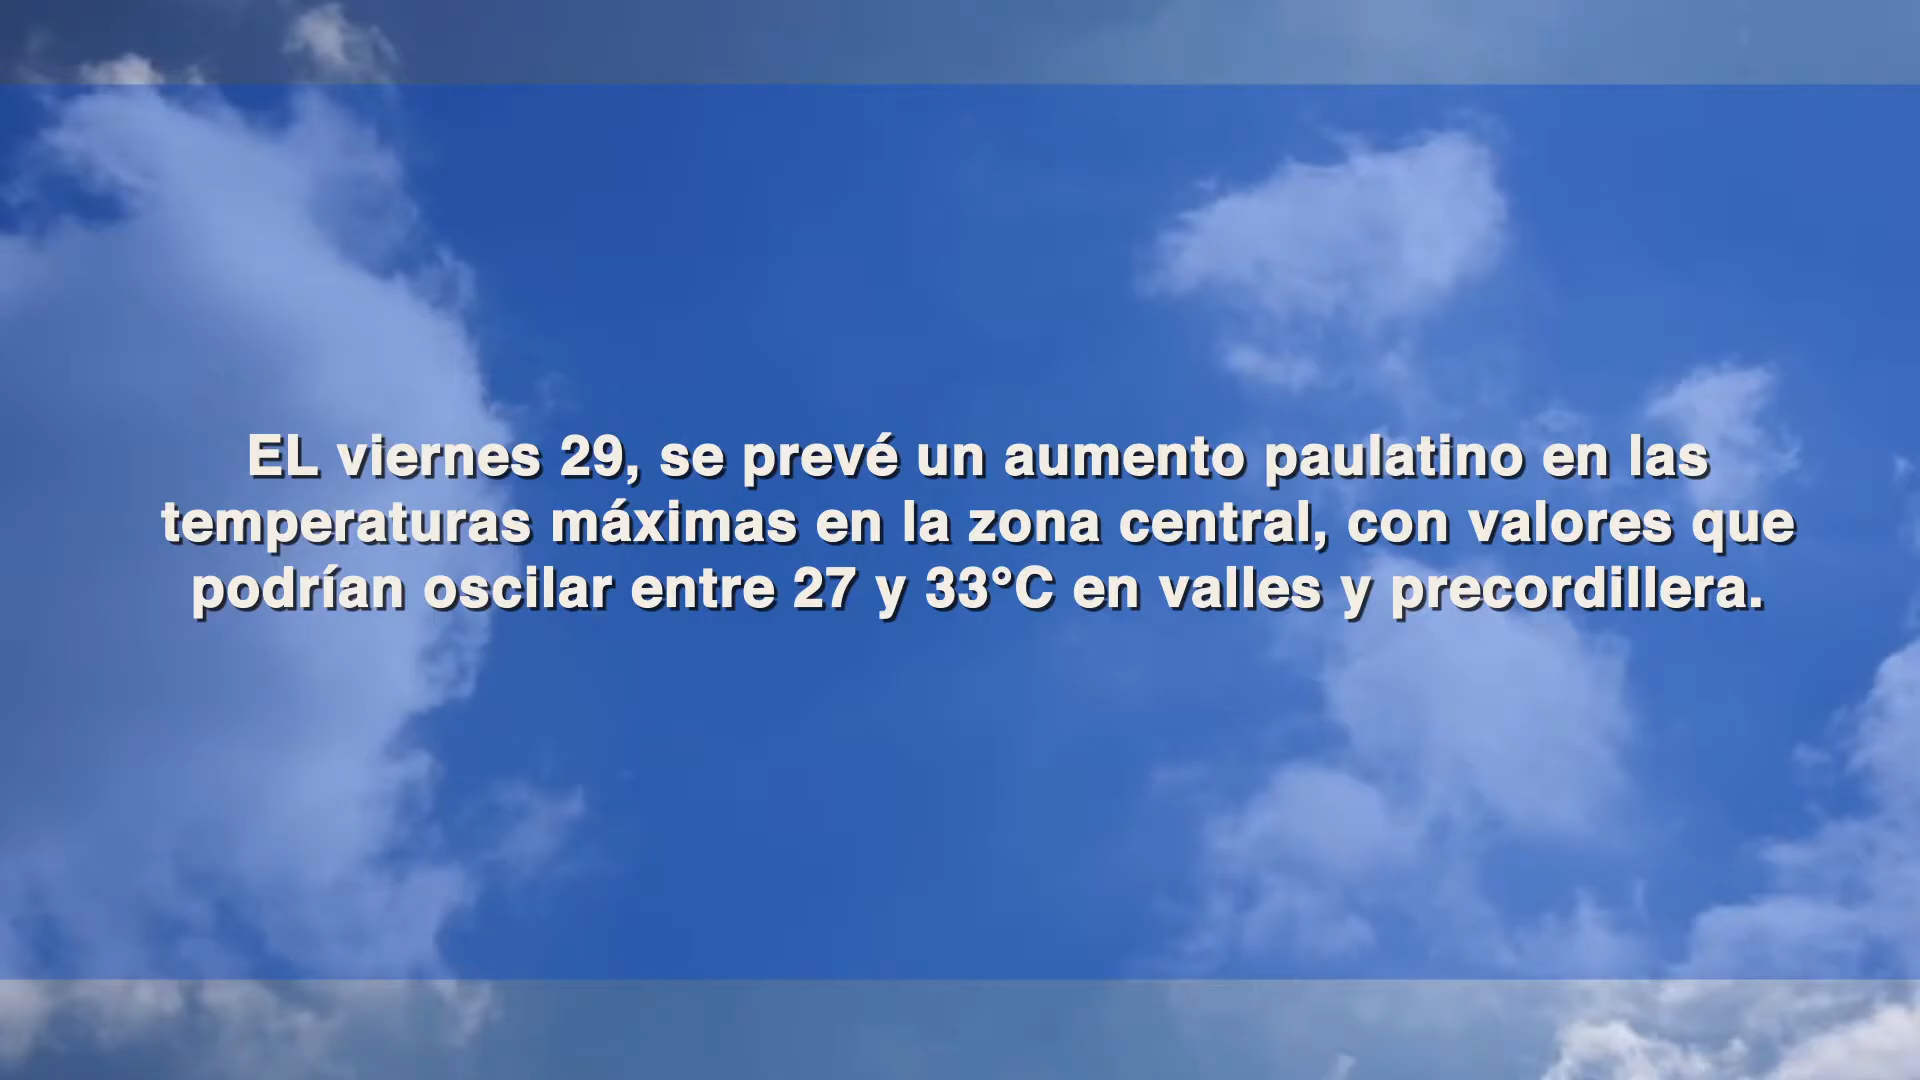 EL viernes 29, se prevé un aumento paulatino en las
temperaturas máximas en la zona central, con valores que
podrían oscilar entre 27 y 33°C en valles y precordillera.